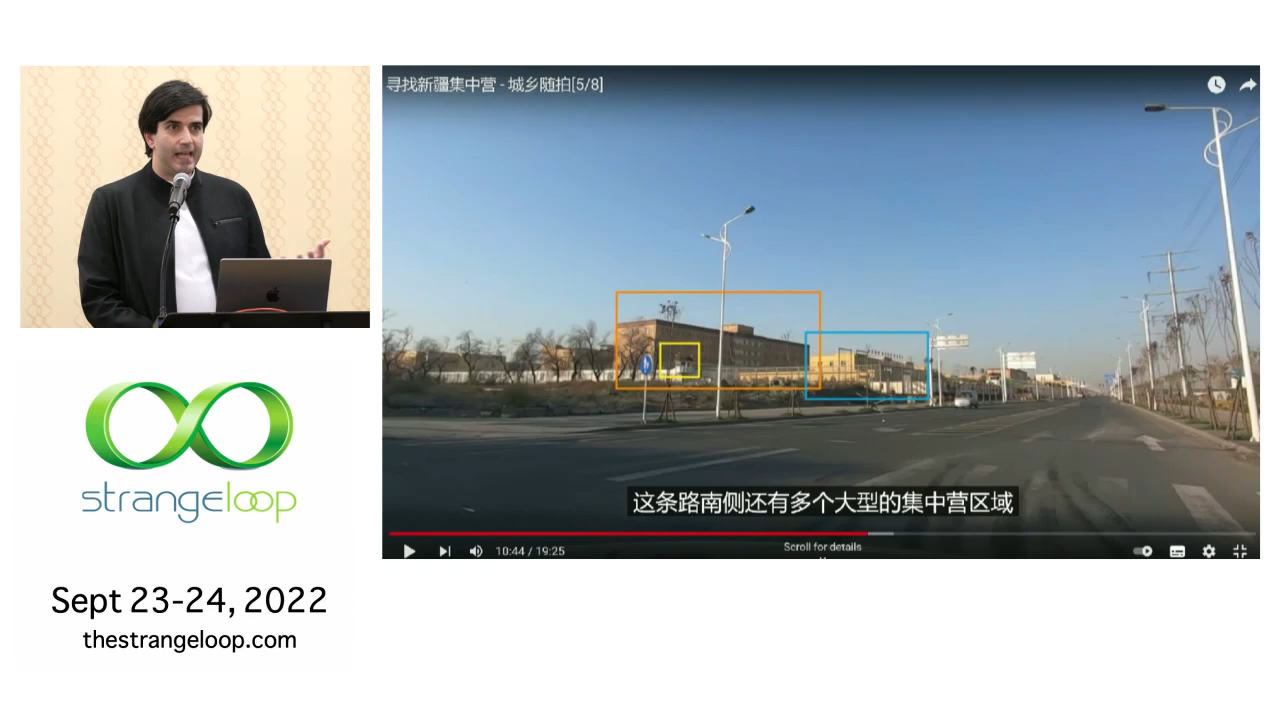 寻找新疆集中营 - 城乡随拍[5/8]
这条路南侧还有多个大型的集中营区域
10:44 / 19:25
Scroll for details
strangeloop
Sept 23-24, 2022
thestrangeloop.com